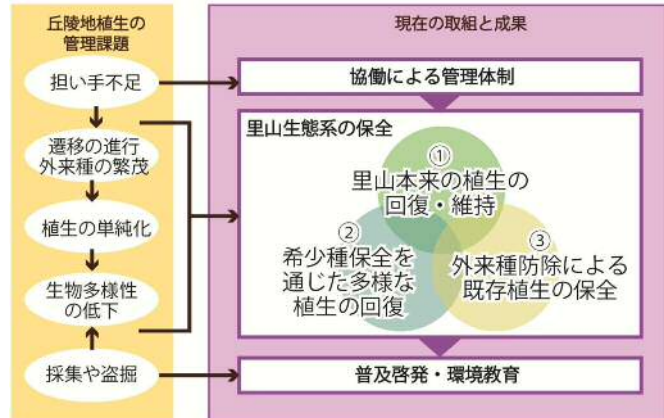 丘陵地植生の
管理課題
担い手不足
遷移の進行
外来種の繁茂
植生の単純化
生物多様性
の低下
採集や盗掘
現在の取組と成果
協働による管理体制
里山生態系の保全
①
里山本来の植生の
回復・維持
②
希少種保全を
通じた多様な
植生の回復
③
外来種防除による
既存植生の保全
普及啓発・環境教育